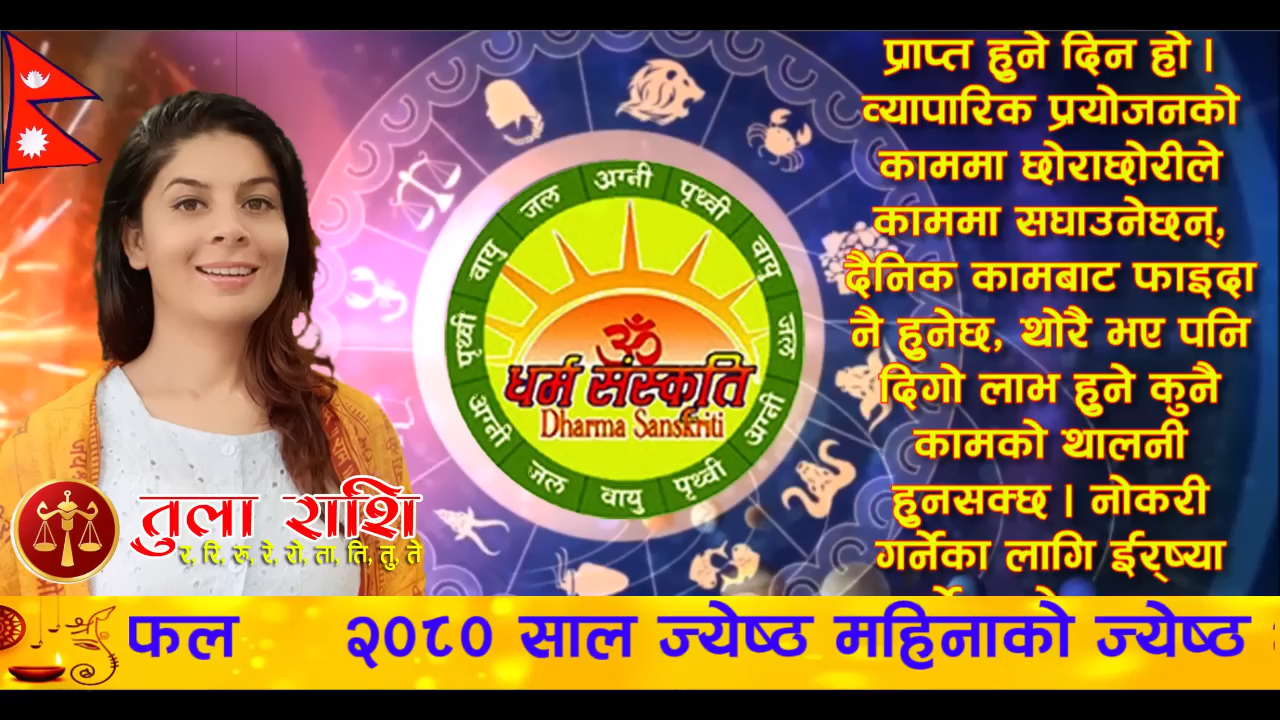 प्राप्त हुने दिन हो |
व्यापारिक प्रयोजनको
काममा छोराछोरीले
काममा सघाउनेछन्,
दैनिक कामबाट फाइदा
नै हुनेछ, थोरै भए पनि
दिगो लाभ हुने कुनै
कामको थालनी
हुनसक्छ | नोकरी
गर्नेका लागि ईर्ष्या
अग्नी पृथ्वी वायु जल अग्नी पृथ्वी वायु जल अग्नी पृथ्वी वायु जल
ॐ
धर्म संस्कृति
Dharma Sanskriti
तुला राशि
र, रि, रू, रे, रो, ता, ति, तु, ते
श्री
फल २०८० साल ज्येष्ठ महिनाको ज्येष्ठ